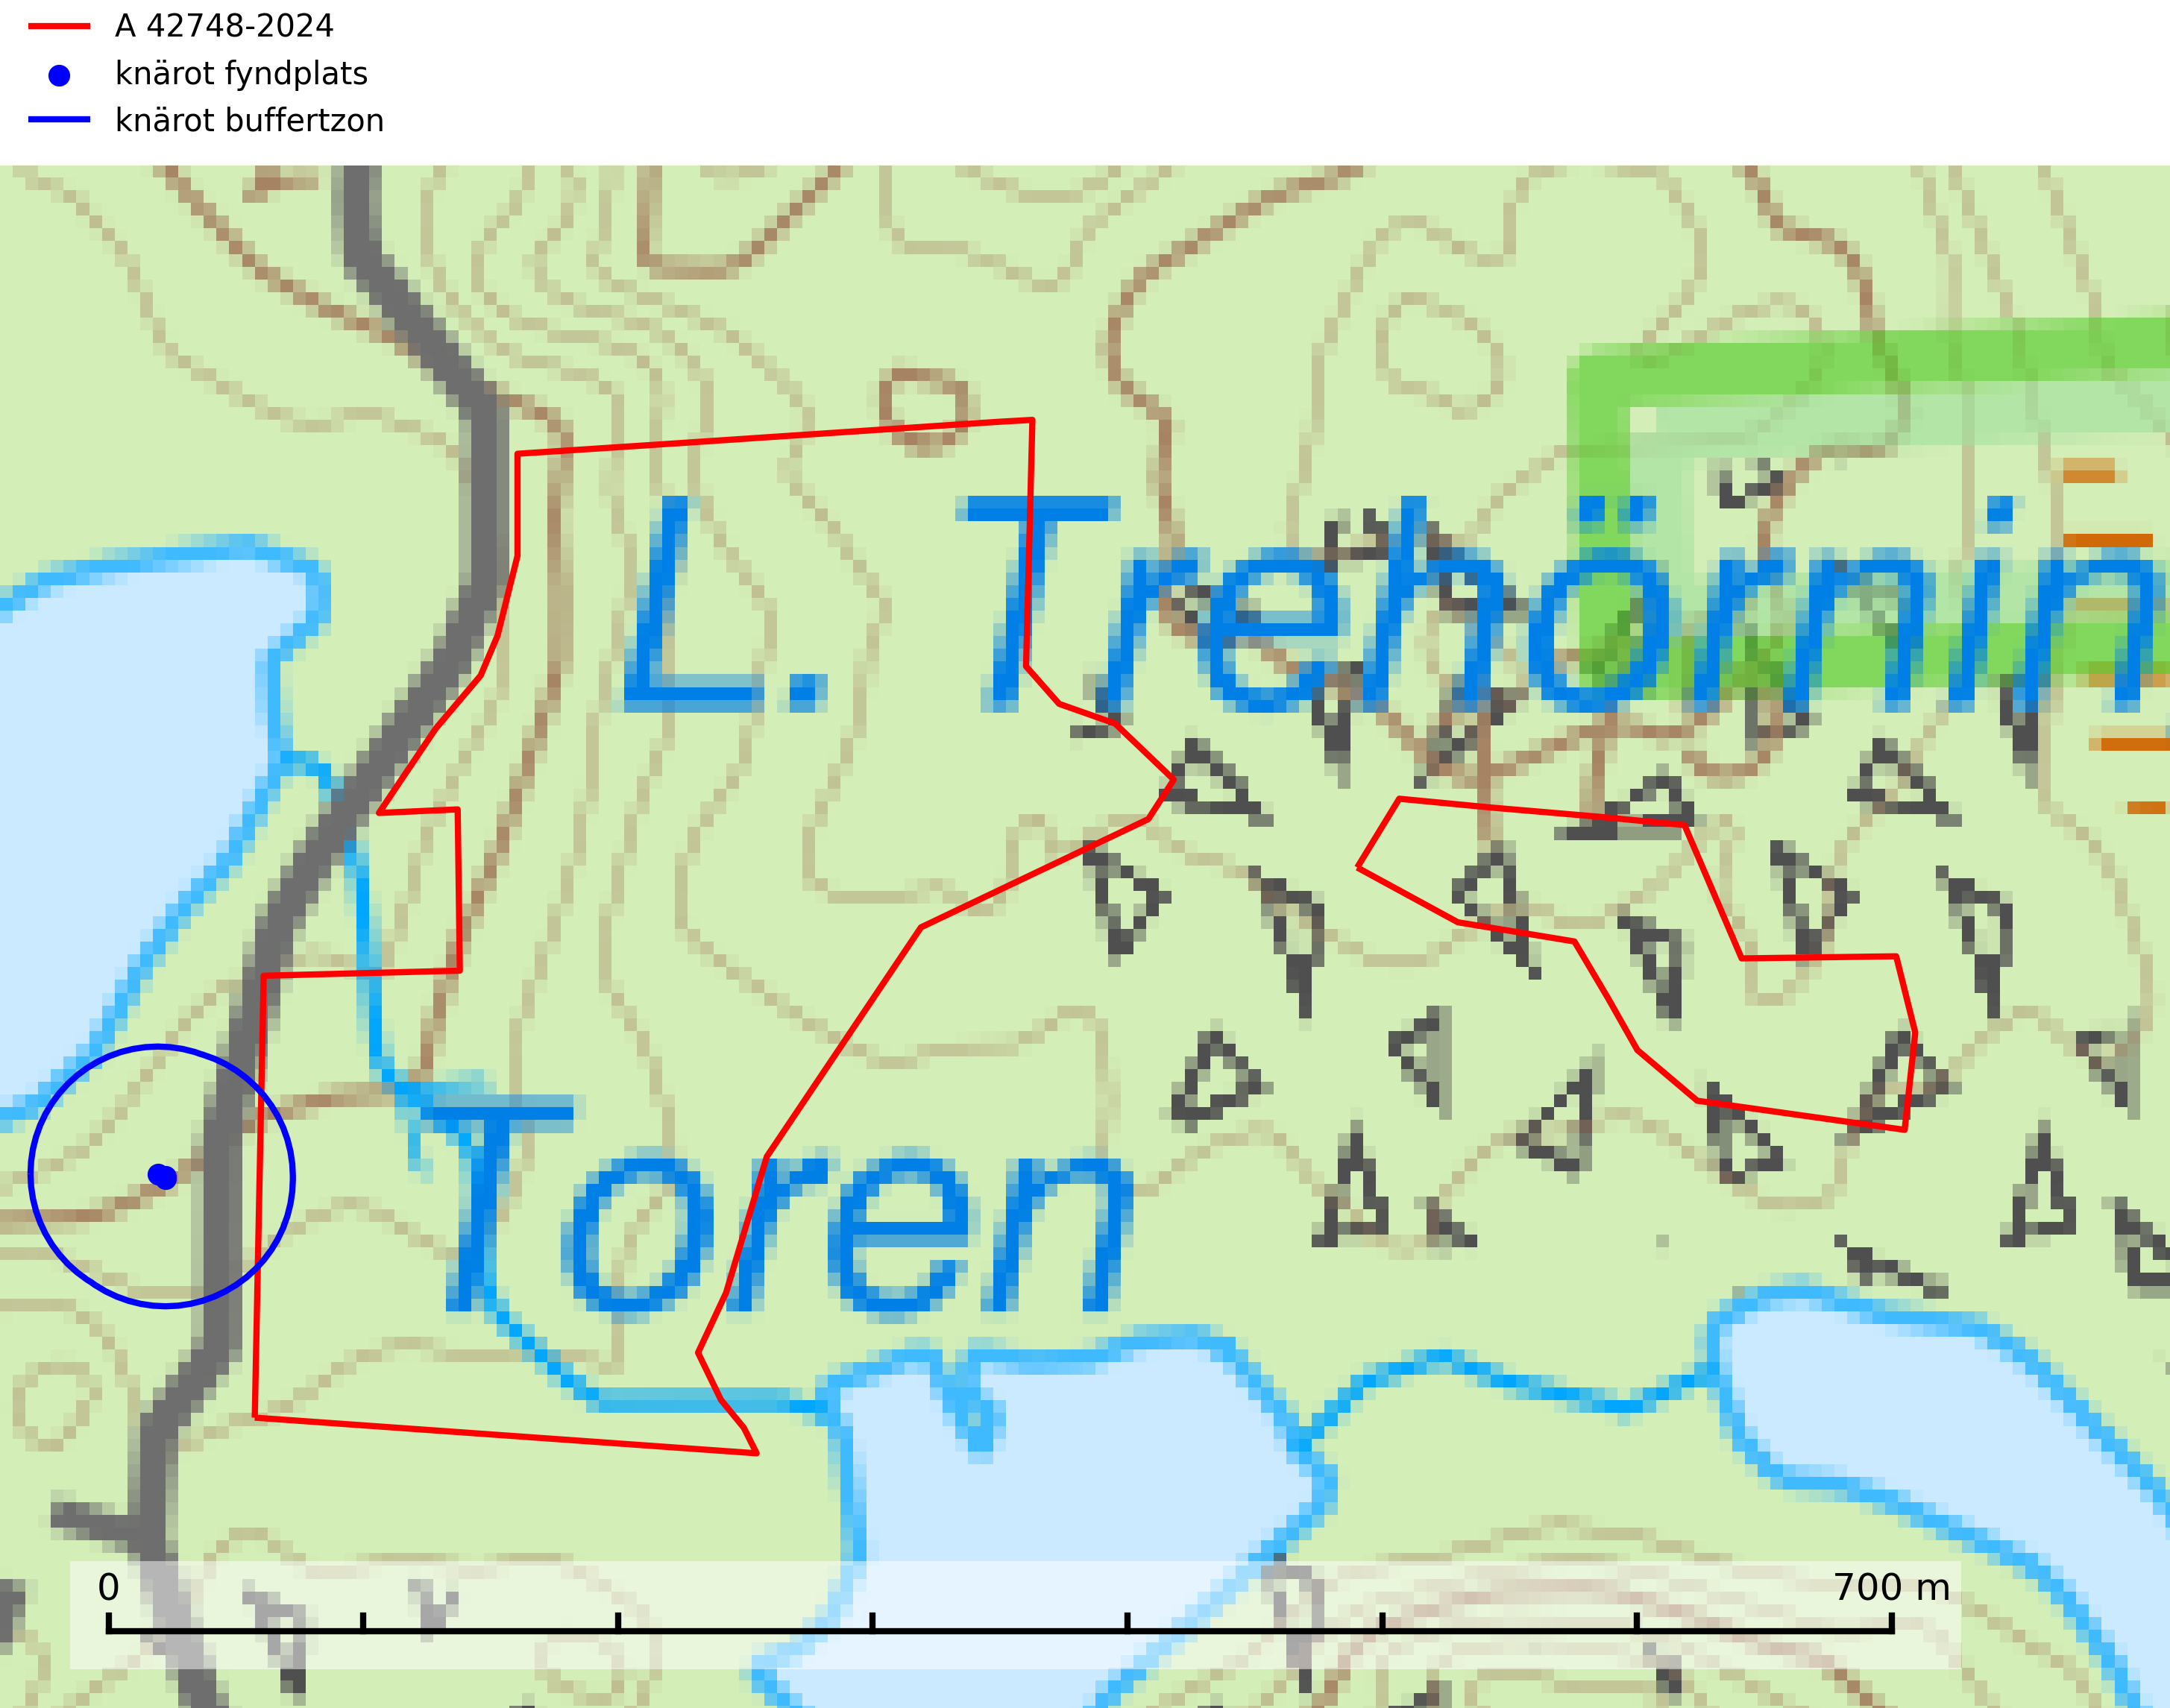 A 42748-2024
knärot fyndplats
knärot buffertzon
L. Trehörnin
Toren
0 700 m